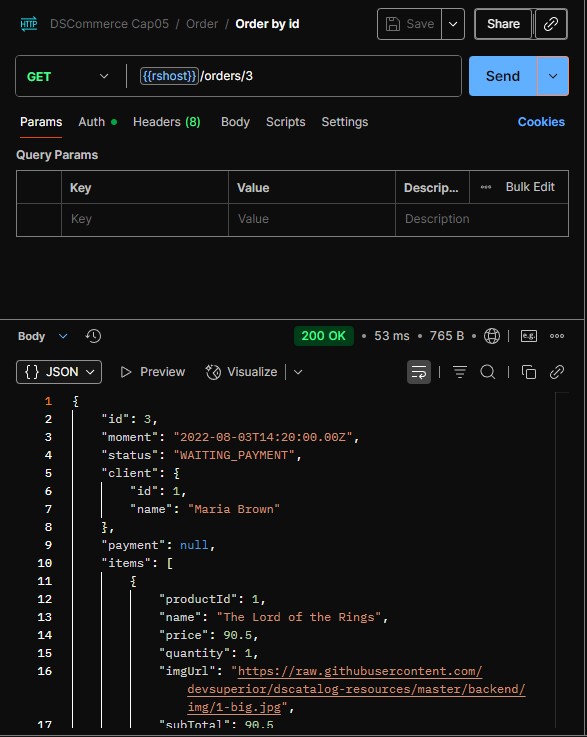 HTTP DSCommerce Cap05 / Order / Order by id Save Share
GET {{rshost}}/orders/3 Send
Params Auth Headers (8) Body Scripts Settings Cookies
Query Params
Key Value Descrip... Bulk Edit
Key Value Description
Body 200 OK • 53 ms • 765 B • e.g.
{} JSON Preview Visualize
1 {
2 "id": 3,
3 "moment": "2022-08-03T14:20:00.00Z",
4 "status": "WAITING_PAYMENT",
5 "client": {
6 "id": 1,
7 "name": "Maria Brown"
8 },
9 "payment": null,
10 "items": [
11 {
12 "productId": 1,
13 "name": "The Lord of the Rings",
14 "price": 90.5,
15 "quantity": 1,
16 "imgUrl": "https://raw.githubusercontent.com/
devsuperior/dscatalog-resources/master/backend/
img/1-big.jpg",
17 "subTotal": 90.5